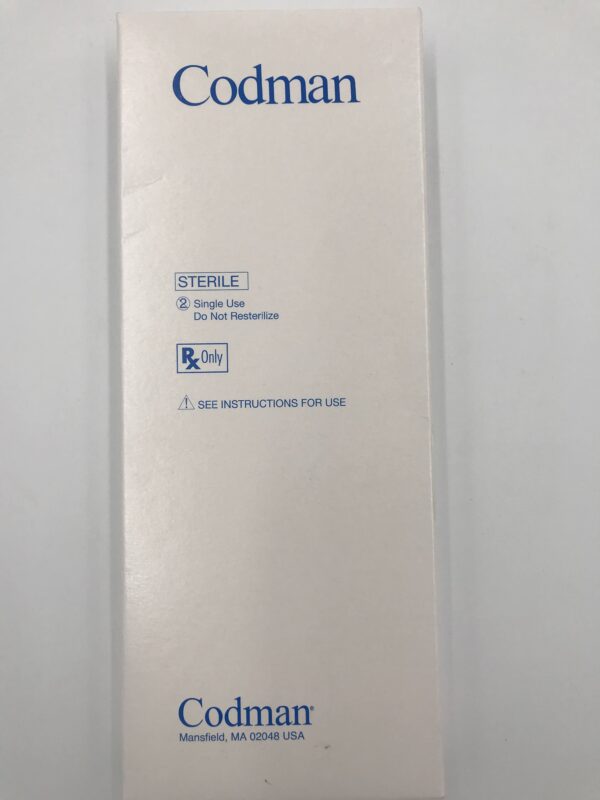 Codman
STERILE
2 Single Use
Do Not Resterilize
Rx Only
! SEE INSTRUCTIONS FOR USE
Codman®
Mansfield, MA 02048 USA